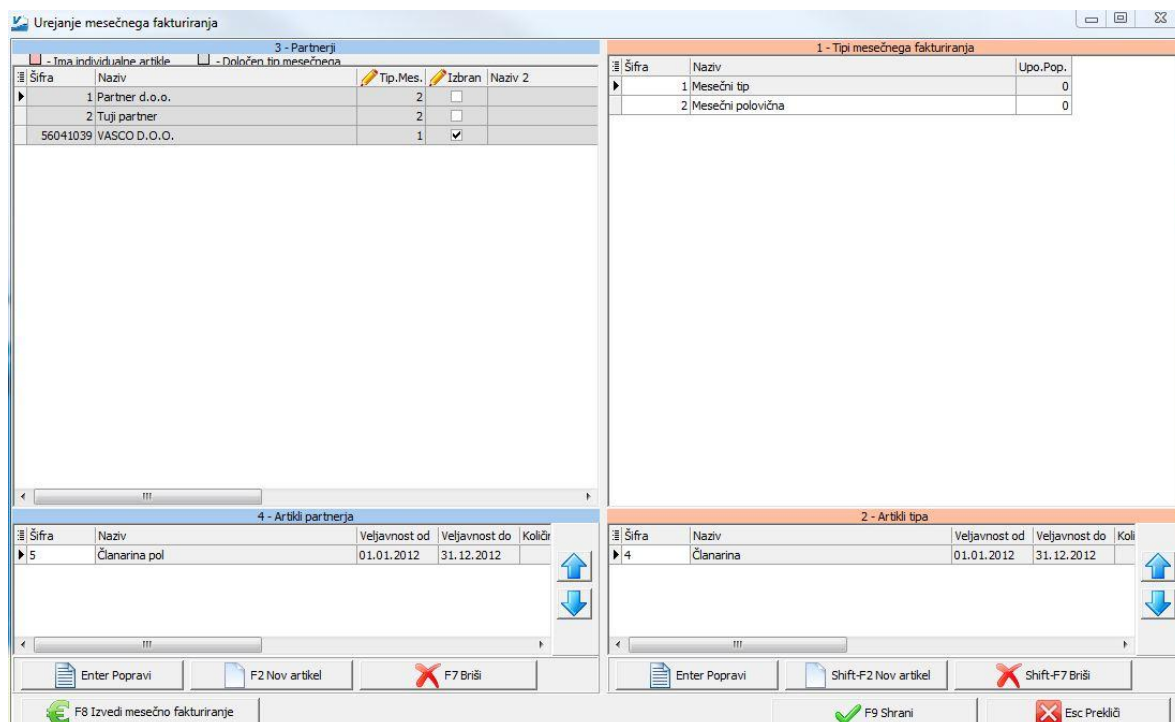 Urejanje mesečnega fakturiranja
3 - Partnerji
- Ima individualne artikle - Določen tip mesečnega
Šifra Naziv Tip.Mes. Izbran Naziv 2
1 Partner d.o.o. 2
2 Tuji partner 2
56041039 VASCO D.O.O. 1
1 - Tipi mesečnega fakturiranja
Šifra Naziv Upo.Pop.
1 Mesečni tip 0
2 Mesečni polovična 0
4 - Artikli partnerja
Šifra Naziv Veljavnost od Veljavnost do Količin
5 Članarina pol 01.01.2012 31.12.2012
2 - Artikli tipa
Šifra Naziv Veljavnost od Veljavnost do Koli
4 Članarina 01.01.2012 31.12.2012
Enter Popravi F2 Nov artikel F7 Briši
Enter Popravi Shift-F2 Nov artikel Shift-F7 Briši
F8 Izvedi mesečno fakturiranje F9 Shrani Esc Prekliči